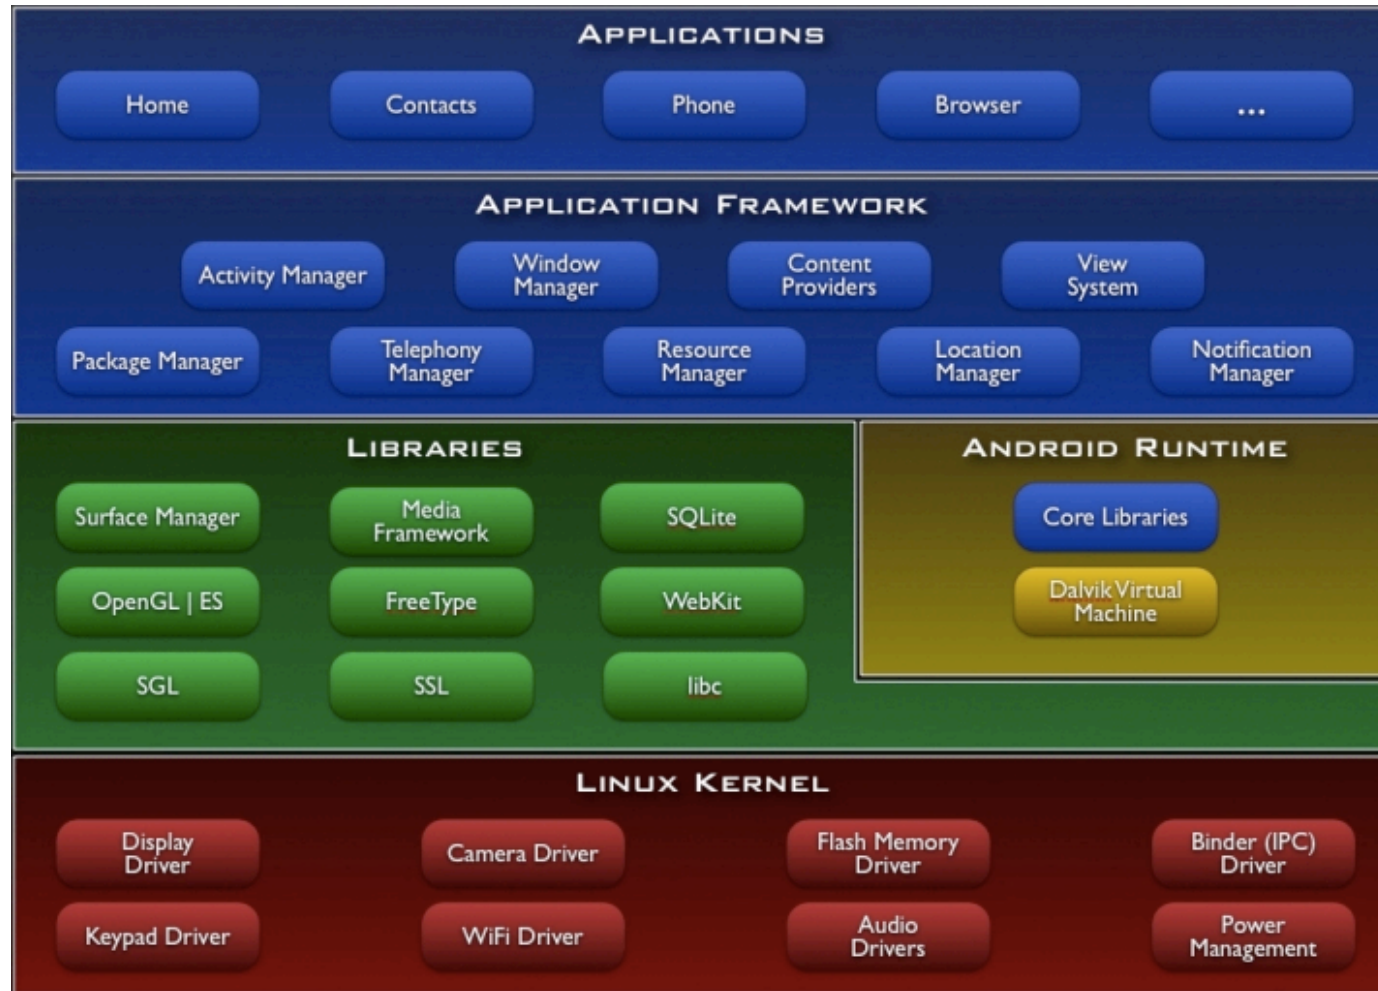 APPLICATIONS
Home
Contacts
Phone
Browser
...
APPLICATION FRAMEWORK
Activity Manager
Window
Manager
Content
Providers
View
System
Package Manager
Telephony
Manager
Resource
Manager
Location
Manager
Notification
Manager
LIBRARIES
Surface Manager
Media
Framework
SQLite
OpenGL | ES
FreeType
WebKit
SGL
SSL
libc
ANDROID RUNTIME
Core Libraries
Dalvik Virtual
Machine
LINUX KERNEL
Display
Driver
Camera Driver
Flash Memory
Driver
Binder (IPC)
Driver
Keypad Driver
WiFi Driver
Audio
Drivers
Power
Management